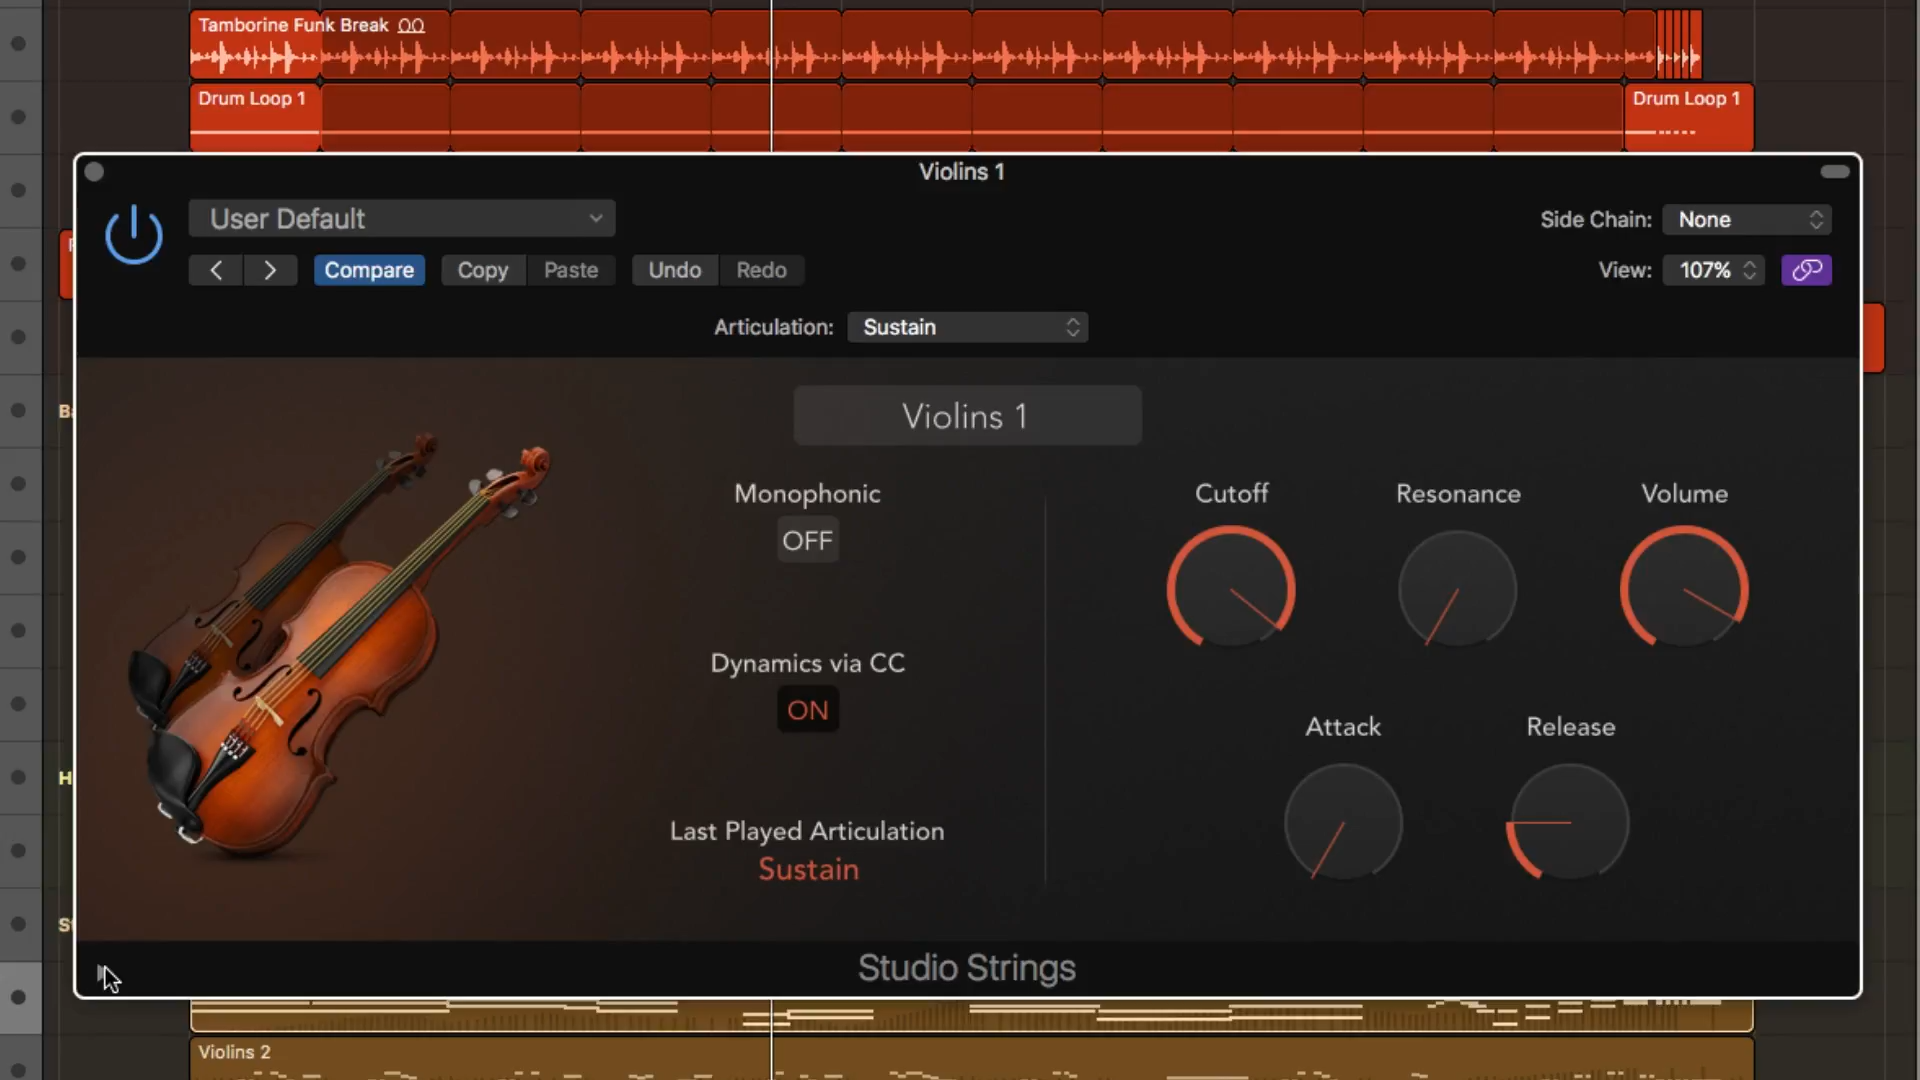 Tamborine Funk Break
Drum Loop 1
Drum Loop 1
Violins 1
User Default
Side Chain: None
Compare Copy Paste Undo Redo
View: 107%
Articulation: Sustain
Violins 1
Monophonic
OFF
Cutoff Resonance Volume
Dynamics via CC
ON
Attack Release
Last Played Articulation
Sustain
Studio Strings
Violins 2